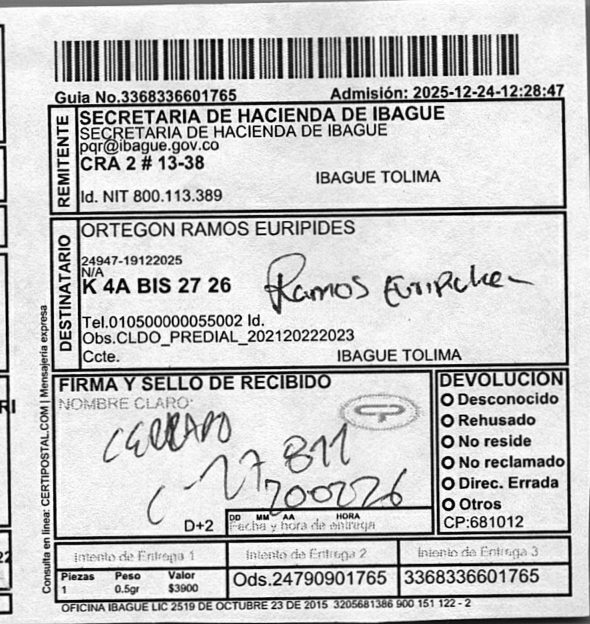 Guia No.3368336601765 Admisión: 2025-12-24-12:28:47
REMITENTE
SECRETARIA DE HACIENDA DE IBAGUE
SECRETARIA DE HACIENDA DE IBAGUE
pqr@ibague.gov.co
CRA 2 # 13-38
IBAGUE TOLIMA
Id. NIT 800.113.389
DESTINATARIO
ORTEGON RAMOS EURIPIDES
24947-19122025
N/A
K 4A BIS 27 26
Ramos
Tel.010500000055002 Id.
Obs.CLDO_PREDIAL_202120222023
Ccte. IBAGUE TOLIMA
Consulta en línea: CERTIPOSTAL.COM | Mensajería expresa
FIRMA Y SELLO DE RECIBIDO
NOMBRE CLARO:
CERRADO
D+2
DD MM AA HORA
Fecha y hora de entrega
DEVOLUCIÓN
Desconocido
Rehusado
No reside
No reclamado
Direc. Errada
Otros
CP:681012
Intento de Entrega 1 Intento de Entrega 2 Intento de Entrega 3
Piezas Peso Valor
1 0.5gr $3900
Ods.24790901765 3368336601765
OFICINA IBAGUE LIC 2519 DE OCTUBRE 23 DE 2015 3205681386 900 151 122 - 2
RI
22